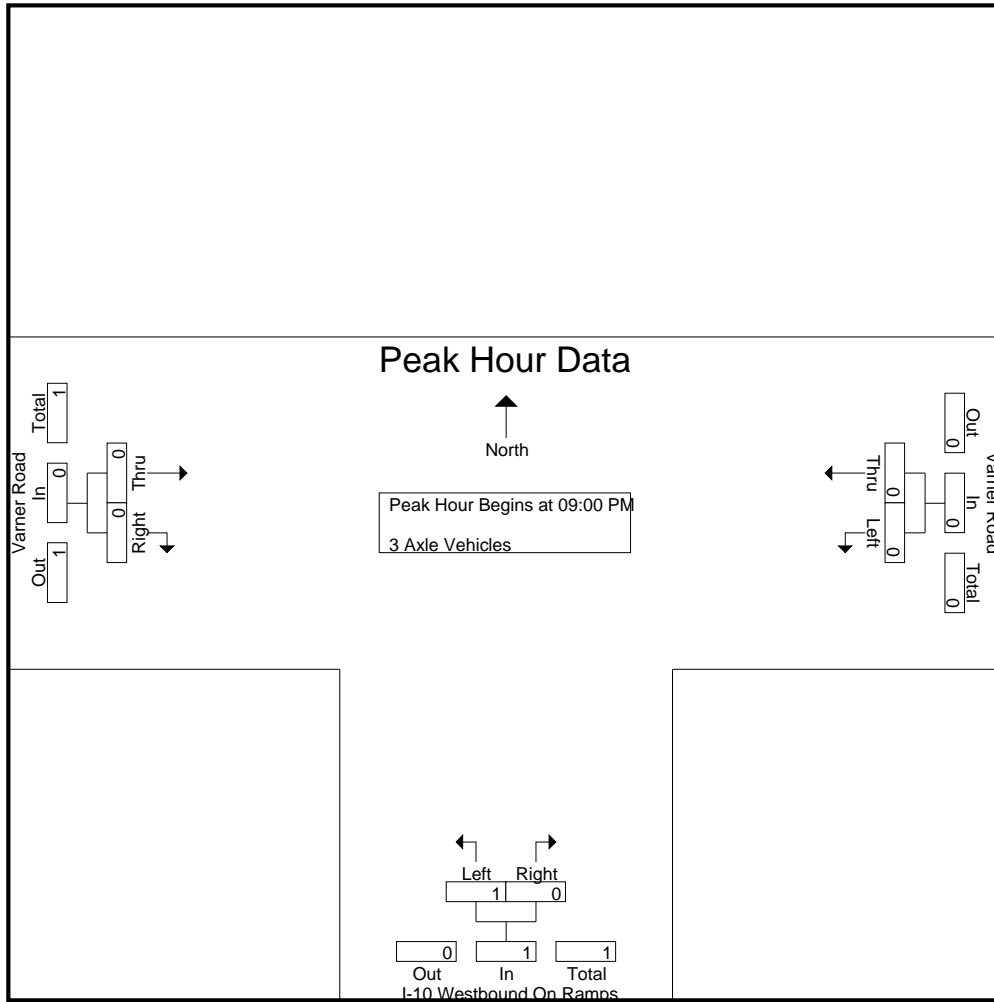 Peak Hour Data
North
Peak Hour Begins at 09:00 PM
3 Axle Vehicles
Varner Road
Total
1
In
0
Out
1
Thru
0
Right
0
Varner Road
Out
0
In
0
Total
0
Thru
0
Left
0
Left Right
1 0
0 1 1
Out In Total
I-10 Westbound On Ramps